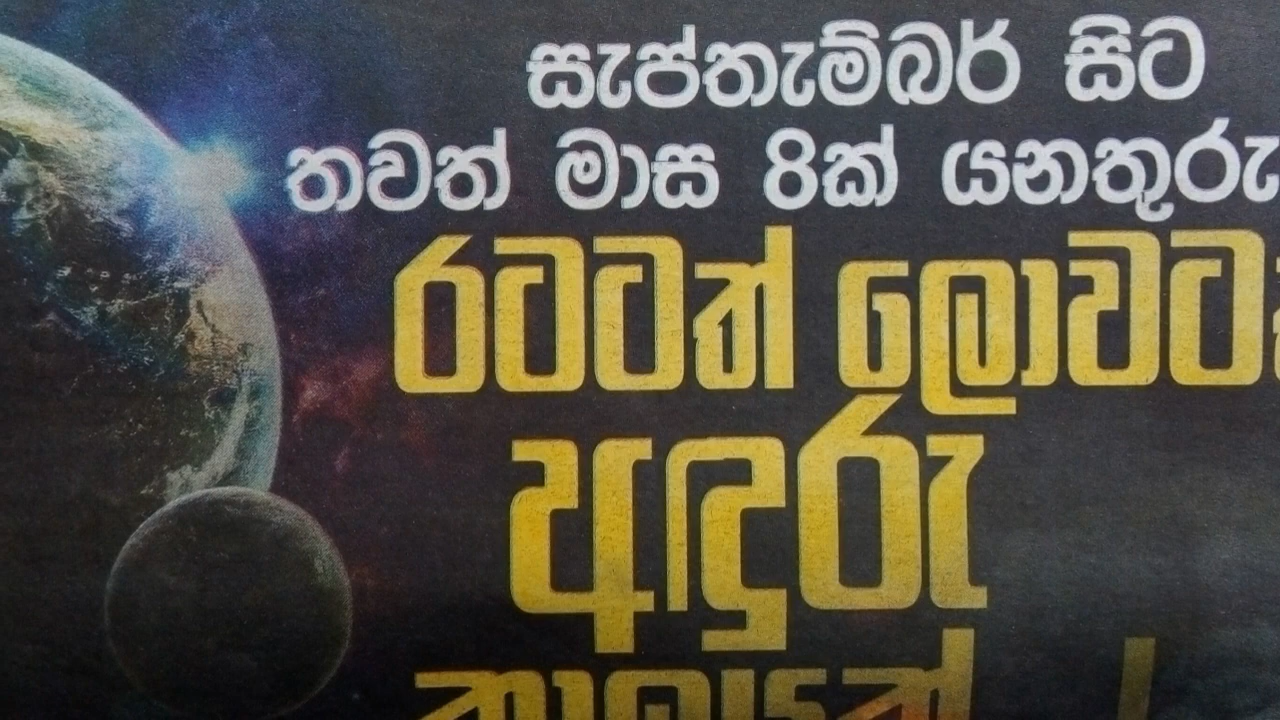 සැප්තැම්බර් සිට
තවත් මාස 8ක් යනතුරු
රටටත් ලොවට
අඳුරු